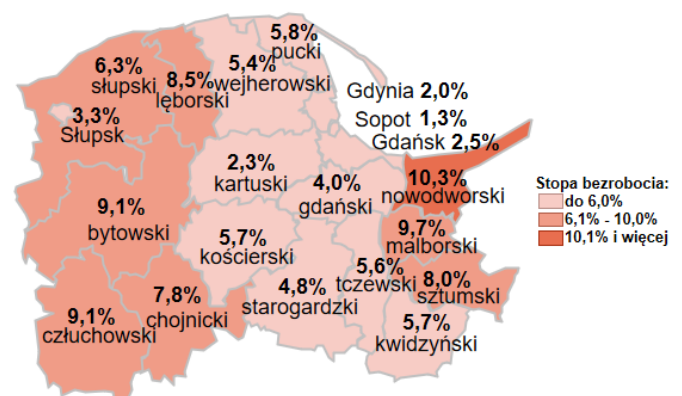 5,8%
pucki
5,4%
wejherowski
6,3%
słupski
8,5%
lęborski
Gdynia 2,0%
Sopot 1,3%
Gdańsk 2,5%
3,3%
Słupsk
2,3%
kartuski
4,0%
gdański
10,3%
nowodworski
Stopa bezrobocia:
do 6,0%
6,1% - 10,0%
10,1% i więcej
9,1%
bytowski
5,7%
kościerski
9,7%
malborski
5,6%
tczewski
8,0%
sztumski
4,8%
starogardzki
7,8%
chojnicki
9,1%
człuchowski
5,7%
kwidzyński